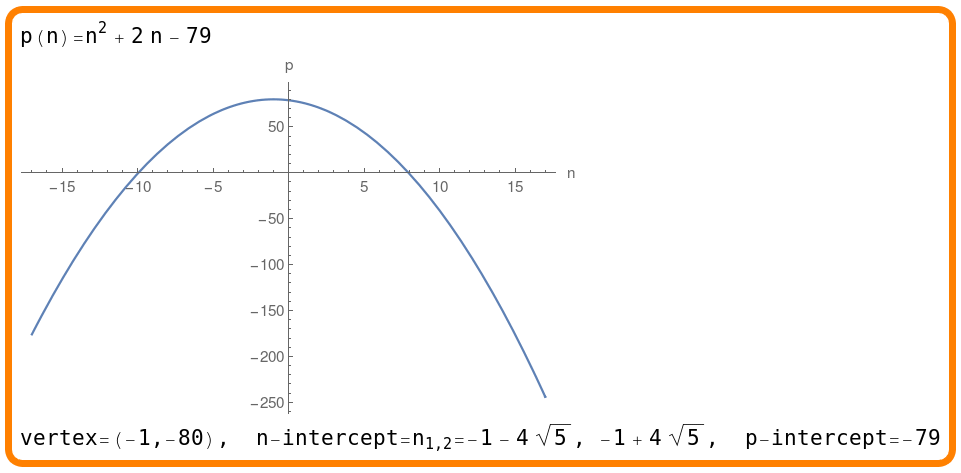 p(n)=n² + 2 n - 79
p
50
-15 -10 -5 5 10 15 n
-50
-100
-150
-200
-250
vertex=(-1,-80), n-intercept=n₁,₂=-1-4 √5, -1+4 √5, p-intercept=-79